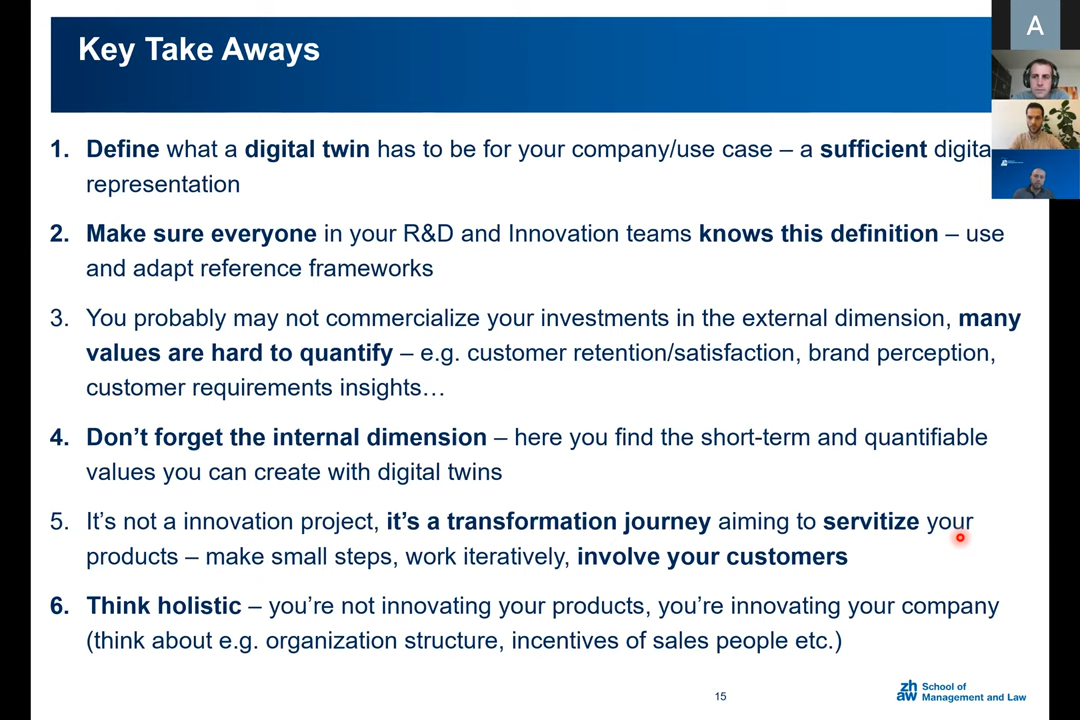 Key Take Aways
A
1. Define what a digital twin has to be for your company/use case – a sufficient digita
representation
2. Make sure everyone in your R&D and Innovation teams knows this definition – use
and adapt reference frameworks
3. You probably may not commercialize your investments in the external dimension, many
values are hard to quantify – e.g. customer retention/satisfaction, brand perception,
customer requirements insights…
4. Don’t forget the internal dimension – here you find the short-term and quantifiable
values you can create with digital twins
5. It’s not a innovation project, it’s a transformation journey aiming to servitize your
products – make small steps, work iteratively, involve your customers
6. Think holistic – you’re not innovating your products, you’re innovating your company
(think about e.g. organization structure, incentives of sales people etc.)
15
zh
aw
School of
Management and Law